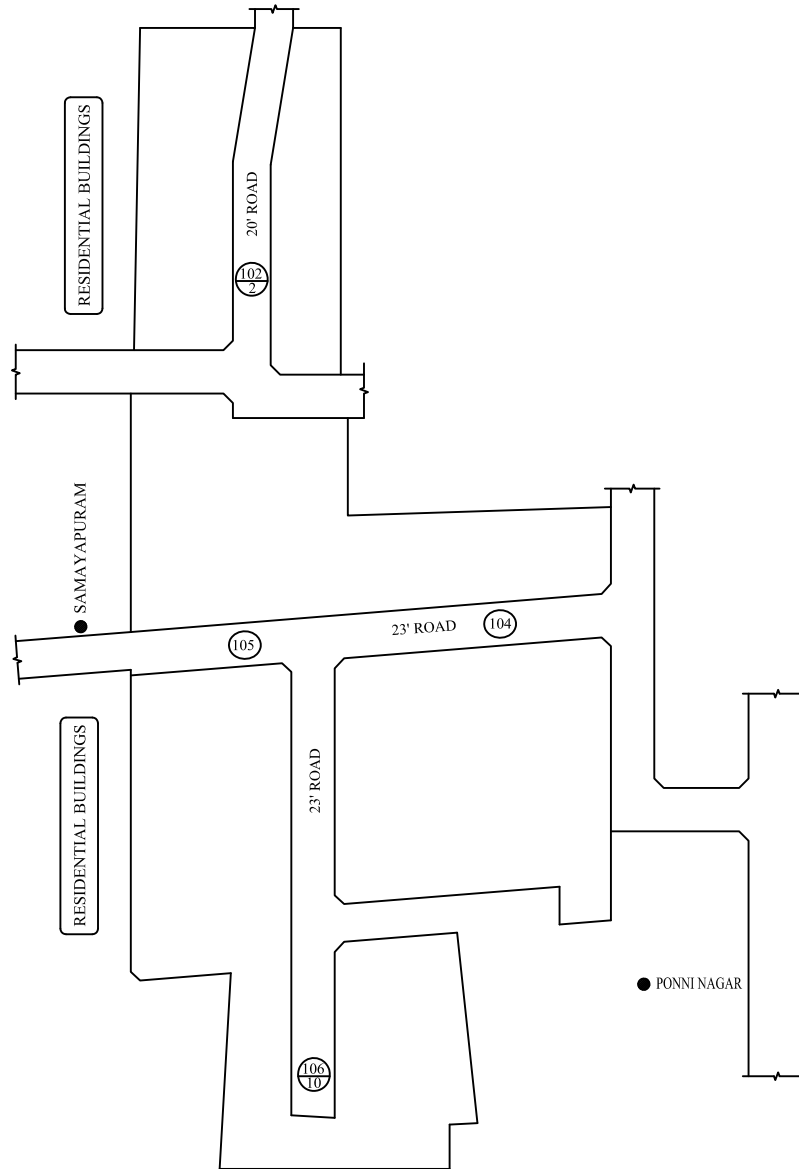 RESIDENTIAL BUILDINGS
20' ROAD
102
2
SAMAYAPURAM
23' ROAD
104
105
RESIDENTIAL BUILDINGS
23' ROAD
PONNI NAGAR
106
10